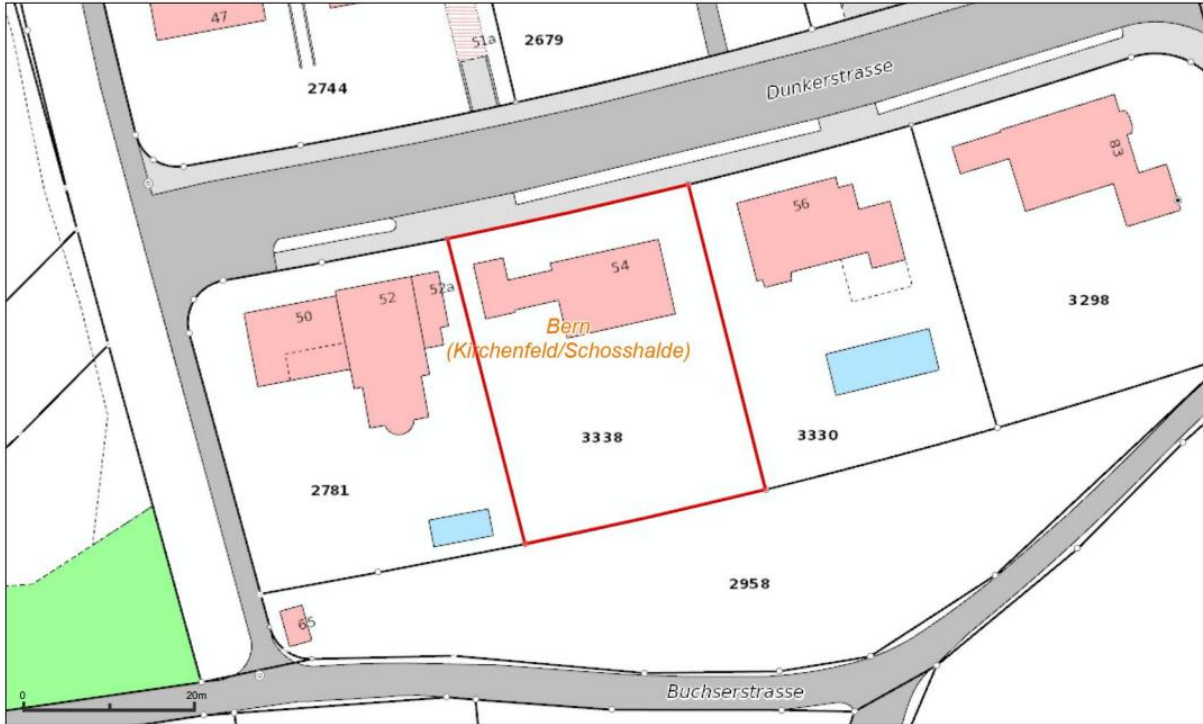 47
51a
2679
2744
Dunkerstrasse
83
56
54
52a
52
50
Bern
(Kirchenfeld/Schosshalde)
3298
3338
3330
2781
2958
65
Buchserstrasse
0
20m